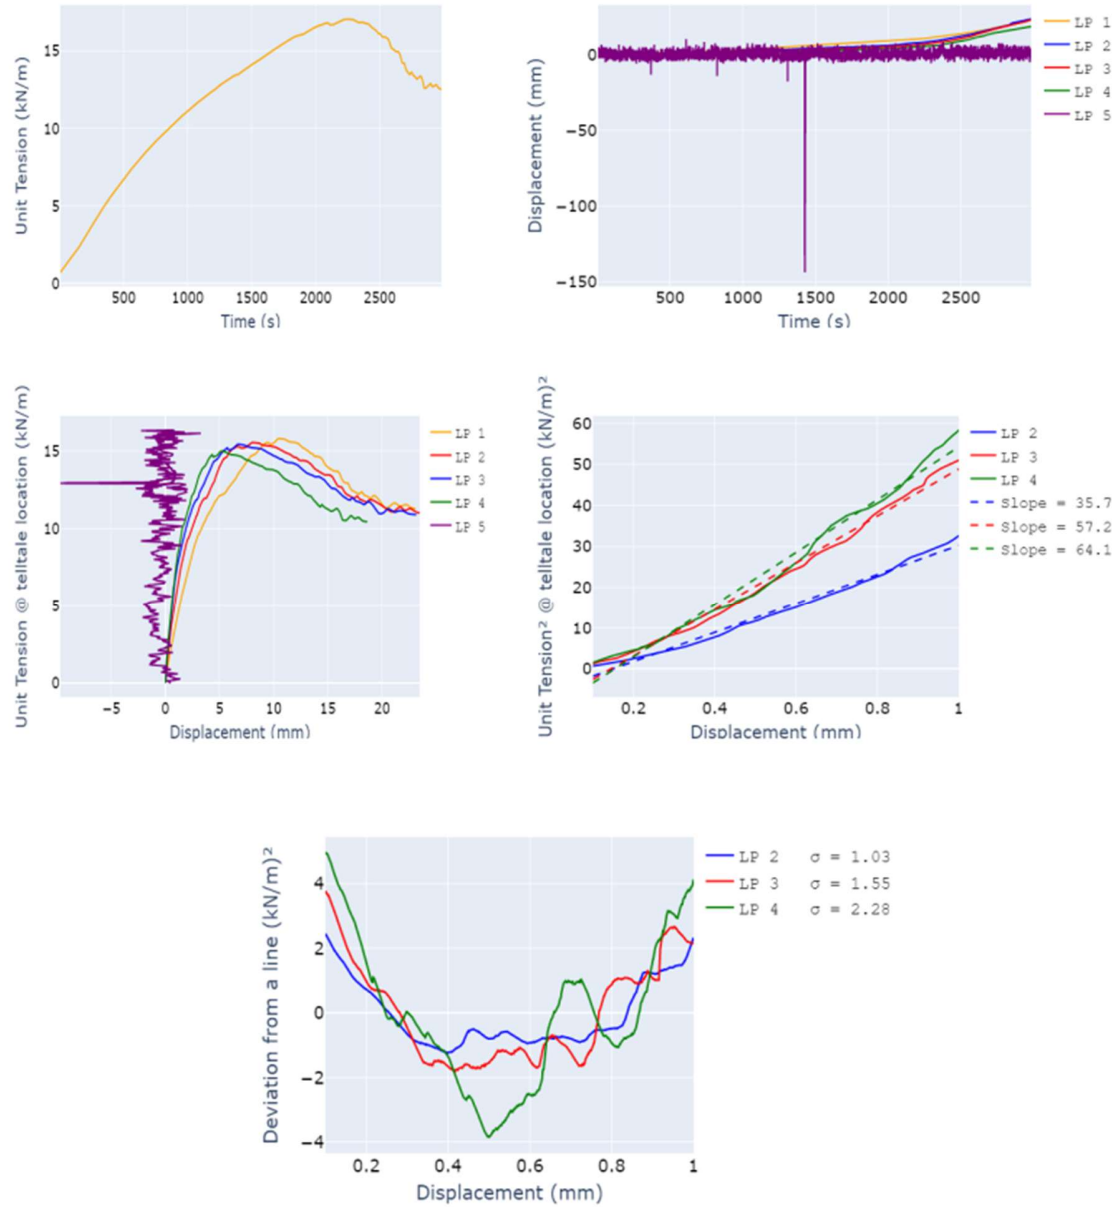 Unit Tension (kN/m)
15
10
5
0
500
1000
1500
2000
2500
Time (s)
Displacement (mm)
0
−50
−100
−150
500
1000
1500
2000
2500
Time (s)
LP 1
LP 2
LP 3
LP 4
LP 5
Unit Tension @ telltale location (kN/m)
15
10
5
0
−5
0
5
10
15
20
Displacement (mm)
LP 1
LP 2
LP 3
LP 4
LP 5
Unit Tension² @ telltale location (kN/m)²
60
50
40
30
20
10
0
0.2
0.4
0.6
0.8
1
Displacement (mm)
LP 2
LP 3
LP 4
Slope = 35.7
Slope = 57.2
Slope = 64.1
Deviation from a line (kN/m)²
4
2
0
−2
−4
0.2
0.4
0.6
0.8
1
Displacement (mm)
LP 2 σ = 1.03
LP 3 σ = 1.55
LP 4 σ = 2.28